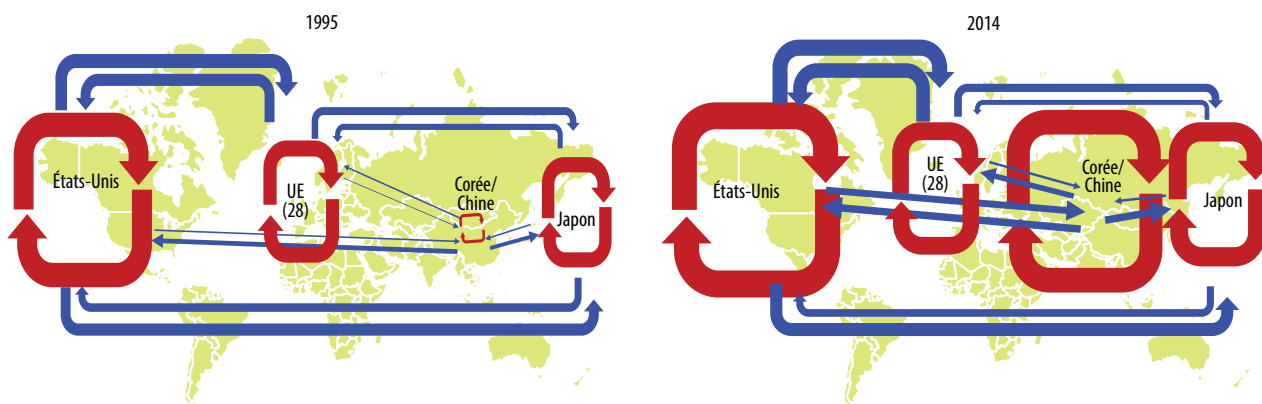 1995
États-Unis
UE
(28)
Corée/
Chine
Japon
2014
États-Unis
UE
(28)
Corée/
Chine
Japon